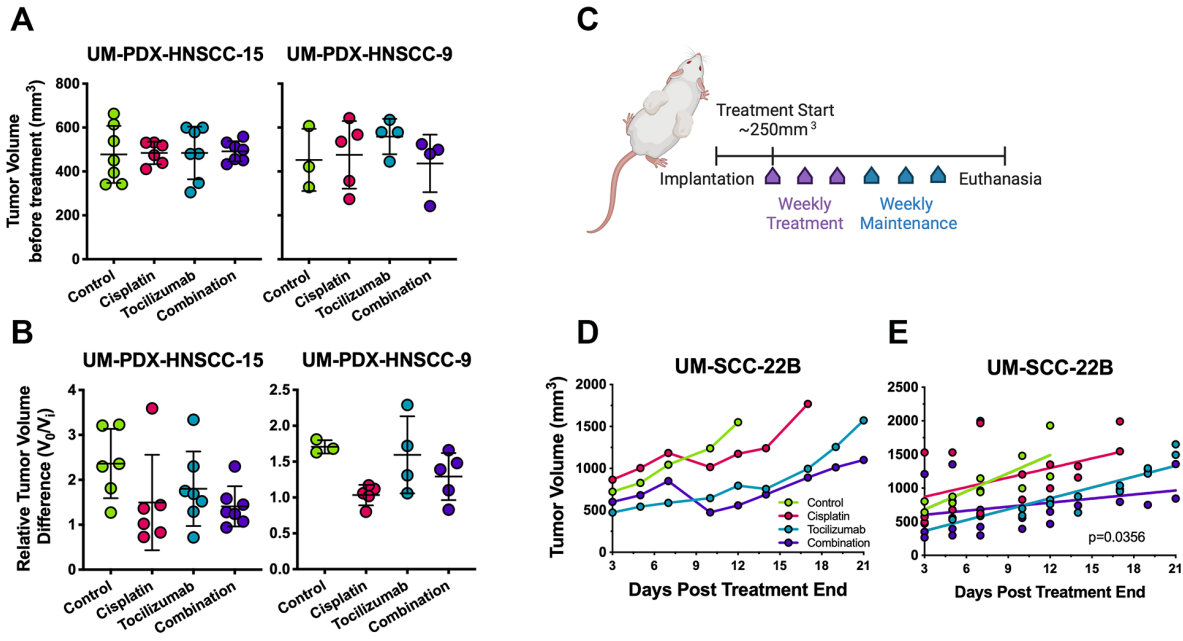 A
UM-PDX-HNSCC-15
UM-PDX-HNSCC-9
Tumor Volume
before treatment (mm³)
800
600
400
200
0
Control
Cisplatin
Tocilizumab
Combination
Control
Cisplatin
Tocilizumab
Combination
B
UM-PDX-HNSCC-15
UM-PDX-HNSCC-9
Relative Tumor Volume
Difference (V₀/Vᵢ)
4
3
2
1
0
Control
Cisplatin
Tocilizumab
Combination
2.5
2.0
1.5
1.0
0.5
0.0
Control
Cisplatin
Tocilizumab
Combination
C
Treatment Start
~250mm³
Implantation
Euthanasia
Weekly
Treatment
Weekly
Maintenance
D
UM-SCC-22B
Tumor Volume (mm³)
2000
1500
1000
500
0
3 6 9 12 15 18 21
Days Post Treatment End
Control
Cisplatin
Tocilizumab
Combination
E
UM-SCC-22B
2500
2000
1500
1000
500
0
3 6 9 12 15 18 21
Days Post Treatment End
p=0.0356